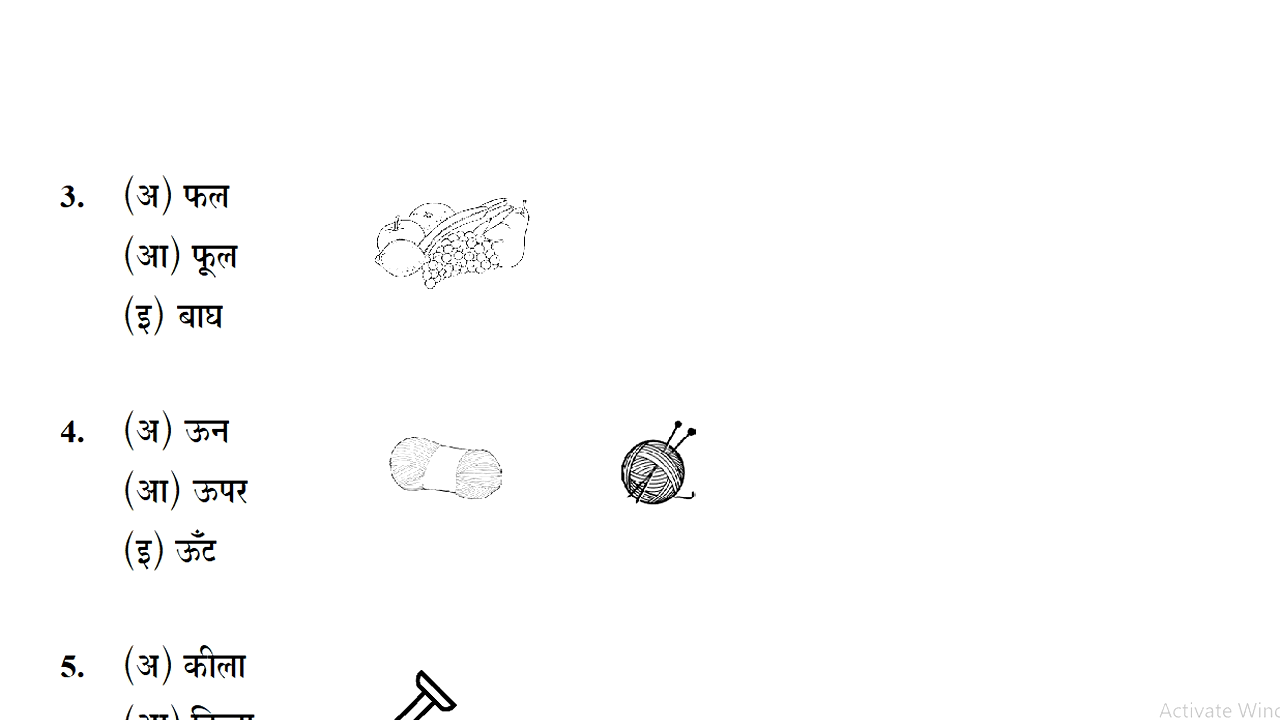 3. (अ) फल
(आ) फूल
(इ) बाघ
4. (अ) ऊन
(आ) ऊपर
(इ) ऊँट
5. (अ) कीला
(आ)
Activate Wind